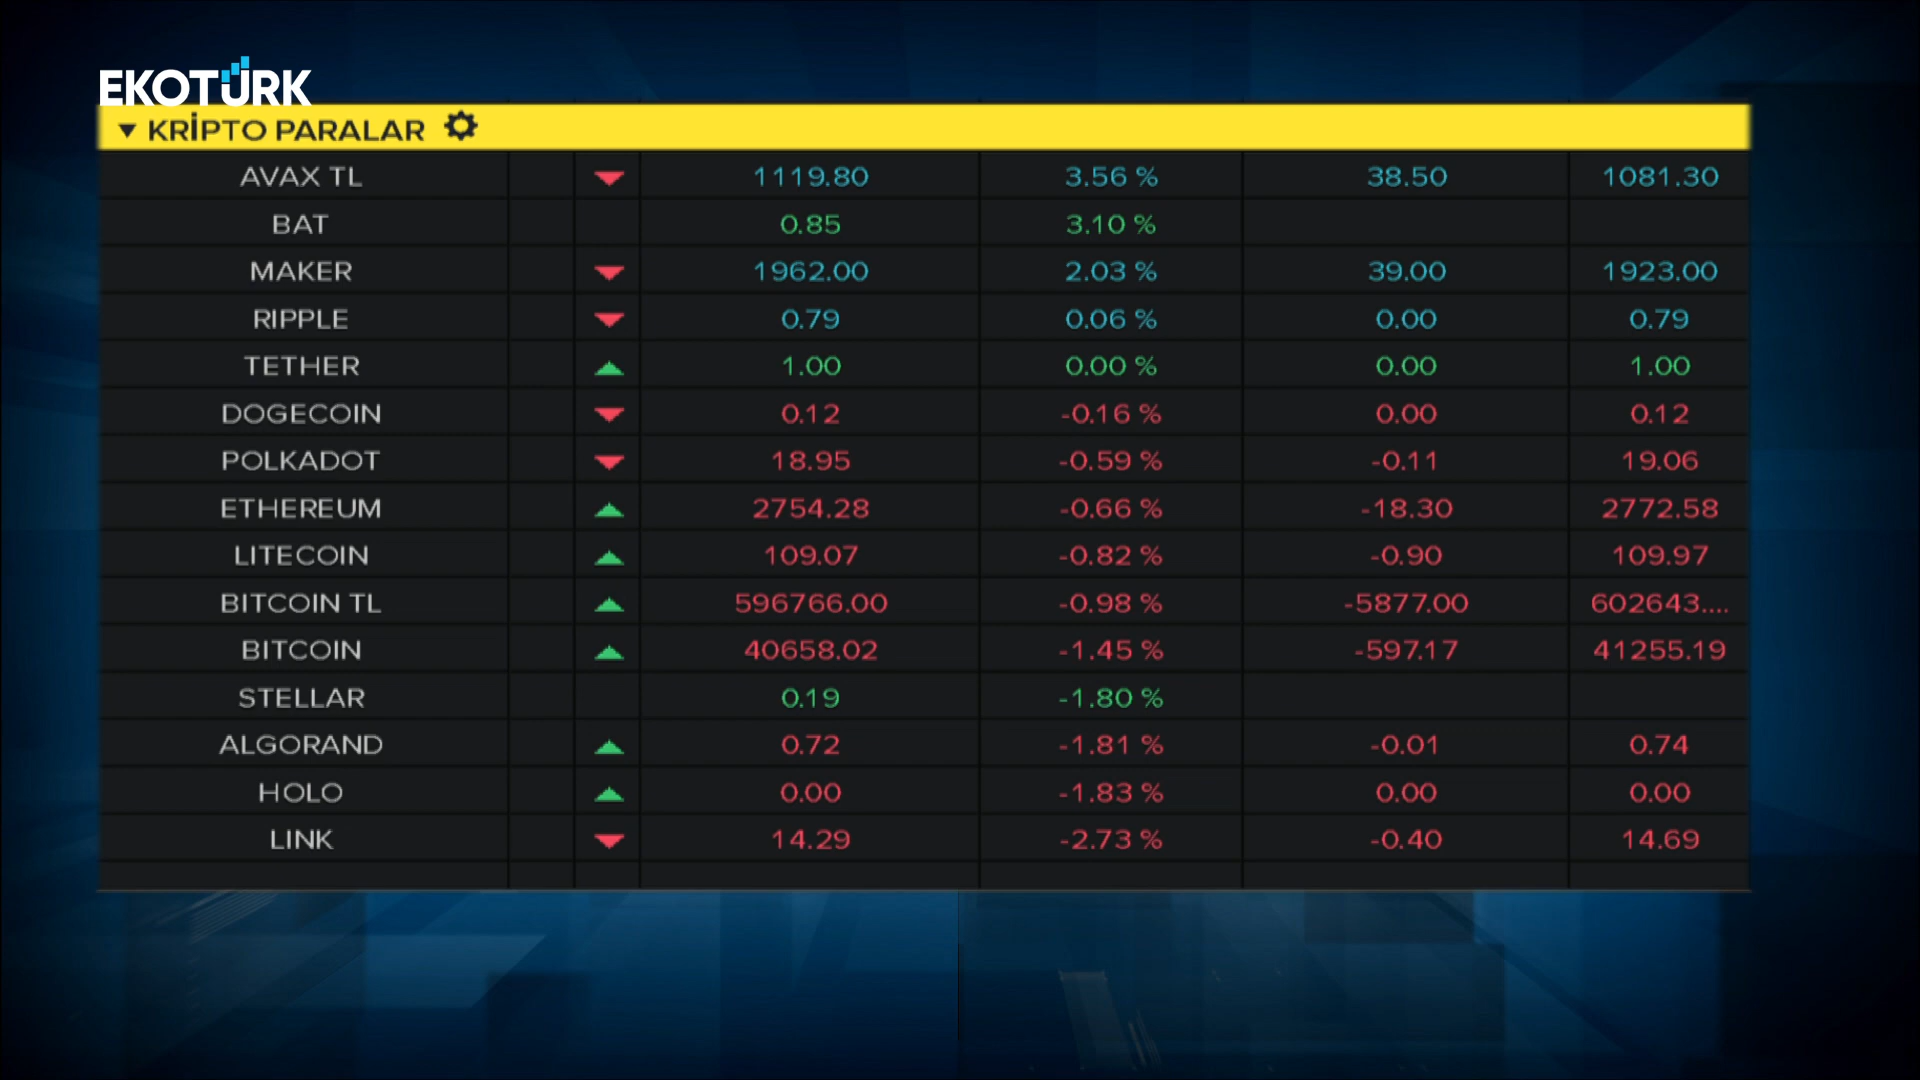 EKOTÜRK
▼ KRİPTO PARALAR
AVAX TL 1119.80 3.56 % 38.50 1081.30
BAT 0.85 3.10 %
MAKER 1962.00 2.03 % 39.00 1923.00
RIPPLE 0.79 0.06 % 0.00 0.79
TETHER 1.00 0.00 % 0.00 1.00
DOGECOIN 0.12 -0.16 % 0.00 0.12
POLKADOT 18.95 -0.59 % -0.11 19.06
ETHEREUM 2754.28 -0.66 % -18.30 2772.58
LITECOIN 109.07 -0.82 % -0.90 109.97
BITCOIN TL 596766.00 -0.98 % -5877.00 602643....
BITCOIN 40658.02 -1.45 % -597.17 41255.19
STELLAR 0.19 -1.80 %
ALGORAND 0.72 -1.81 % -0.01 0.74
HOLO 0.00 -1.83 % 0.00 0.00
LINK 14.29 -2.73 % -0.40 14.69